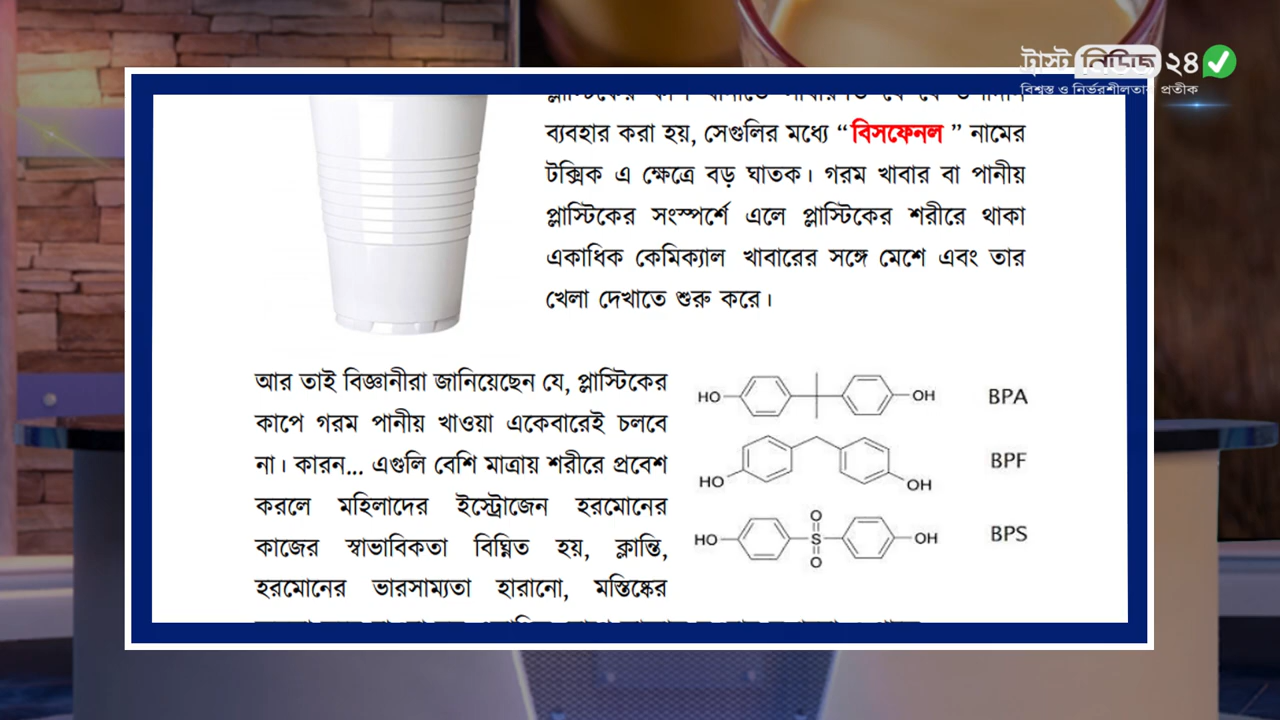 ট্রাস্ট নিউজ ২৪
বিশ্বস্ত ও নির্ভরশীলতার প্রতীক
ব্যবহার করা হয়, সেগুলির মধ্যে “বিসফেনল ” নামের
টক্সিক এ ক্ষেত্রে বড় ঘাতক। গরম খাবার বা পানীয়
প্লাস্টিকের সংস্পর্শে এলে প্লাস্টিকের শরীরে থাকা
একাধিক কেমিক্যাল খাবারের সঙ্গে মেশে এবং তার
খেলা দেখাতে শুরু করে।
আর তাই বিজ্ঞানীরা জানিয়েছেন যে, প্লাস্টিকের
কাপে গরম পানীয় খাওয়া একেবারেই চলবে
না। কারন... এগুলি বেশি মাত্রায় শরীরে প্রবেশ
করলে মহিলাদের ইস্ট্রোজেন হরমোনের
কাজের স্বাভাবিকতা বিঘ্নিত হয়, ক্লান্তি,
হরমোনের ভারসাম্যতা হারানো, মস্তিষ্কের
HO OH BPA
HO OH BPF
HO O S O OH BPS